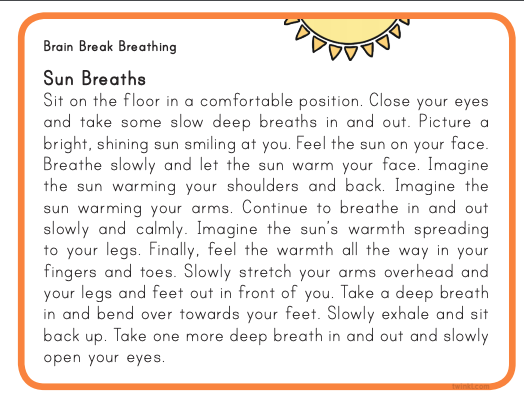 Brain Break Breathing
Sun Breaths
Sit on the floor in a comfortable position. Close your eyes
and take some slow deep breaths in and out. Picture a
bright, shining sun smiling at you. Feel the sun on your face.
Breathe slowly and let the sun warm your face. Imagine
the sun warming your shoulders and back. Imagine the
sun warming your arms. Continue to breathe in and out
slowly and calmly. Imagine the sun's warmth spreading
to your legs. Finally, feel the warmth all the way in your
fingers and toes. Slowly stretch your arms overhead and
your legs and feet out in front of you. Take a deep breath
in and bend over towards your feet. Slowly exhale and sit
back up. Take one more deep breath in and out and slowly
open your eyes.
twinkl.com